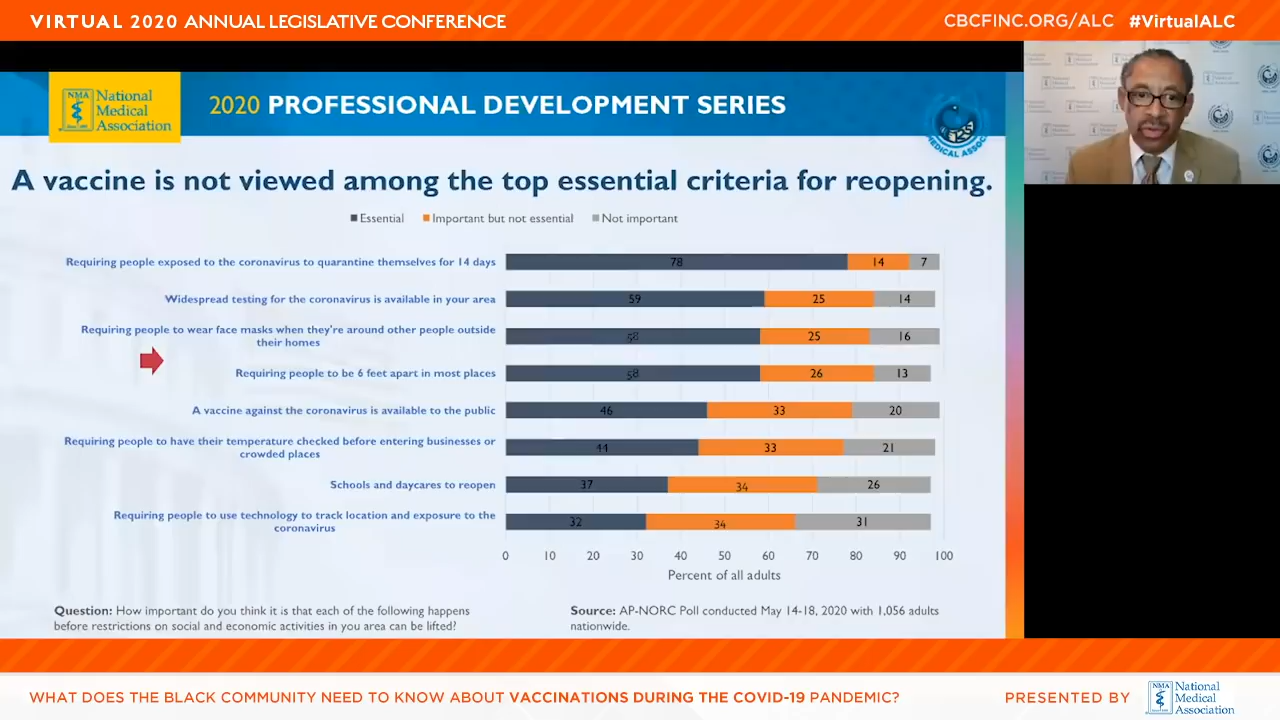 VIRTUAL 2020 ANNUAL LEGISLATIVE CONFERENCE
CBCFINC.ORG/ALC #VirtualALC
NMA
National
Medical
Association
2020 PROFESSIONAL DEVELOPMENT SERIES
125
A vaccine is not viewed among the top essential criteria for reopening.
Essential Important but not essential Not important
Requiring people exposed to the coronavirus to quarantine themselves for 14 days 78 14 7
Widespread testing for the coronavirus is available in your area 59 25 14
Requiring people to wear face masks when they're around other people outside
their homes 58 25 16
Requiring people to be 6 feet apart in most places 58 26 13
A vaccine against the coronavirus is available to the public 46 33 20
Requiring people to have their temperature checked before entering businesses or
crowded places 44 33 21
Schools and daycares to reopen 37 34 26
Requiring people to use technology to track location and exposure to the
coronavirus 32 34 31
0 10 20 30 40 50 60 70 80 90 100
Percent of all adults
Question: How important do you think it is that each of the following happens
before restrictions on social and economic activities in you area can be lifted?
Source: AP-NORC Poll conducted May 14-18, 2020 with 1,056 adults
nationwide.
WHAT DOES THE BLACK COMMUNITY NEED TO KNOW ABOUT VACCINATIONS DURING THE COVID-19 PANDEMIC?
PRESENTED BY
NMA
National
Medical
Association